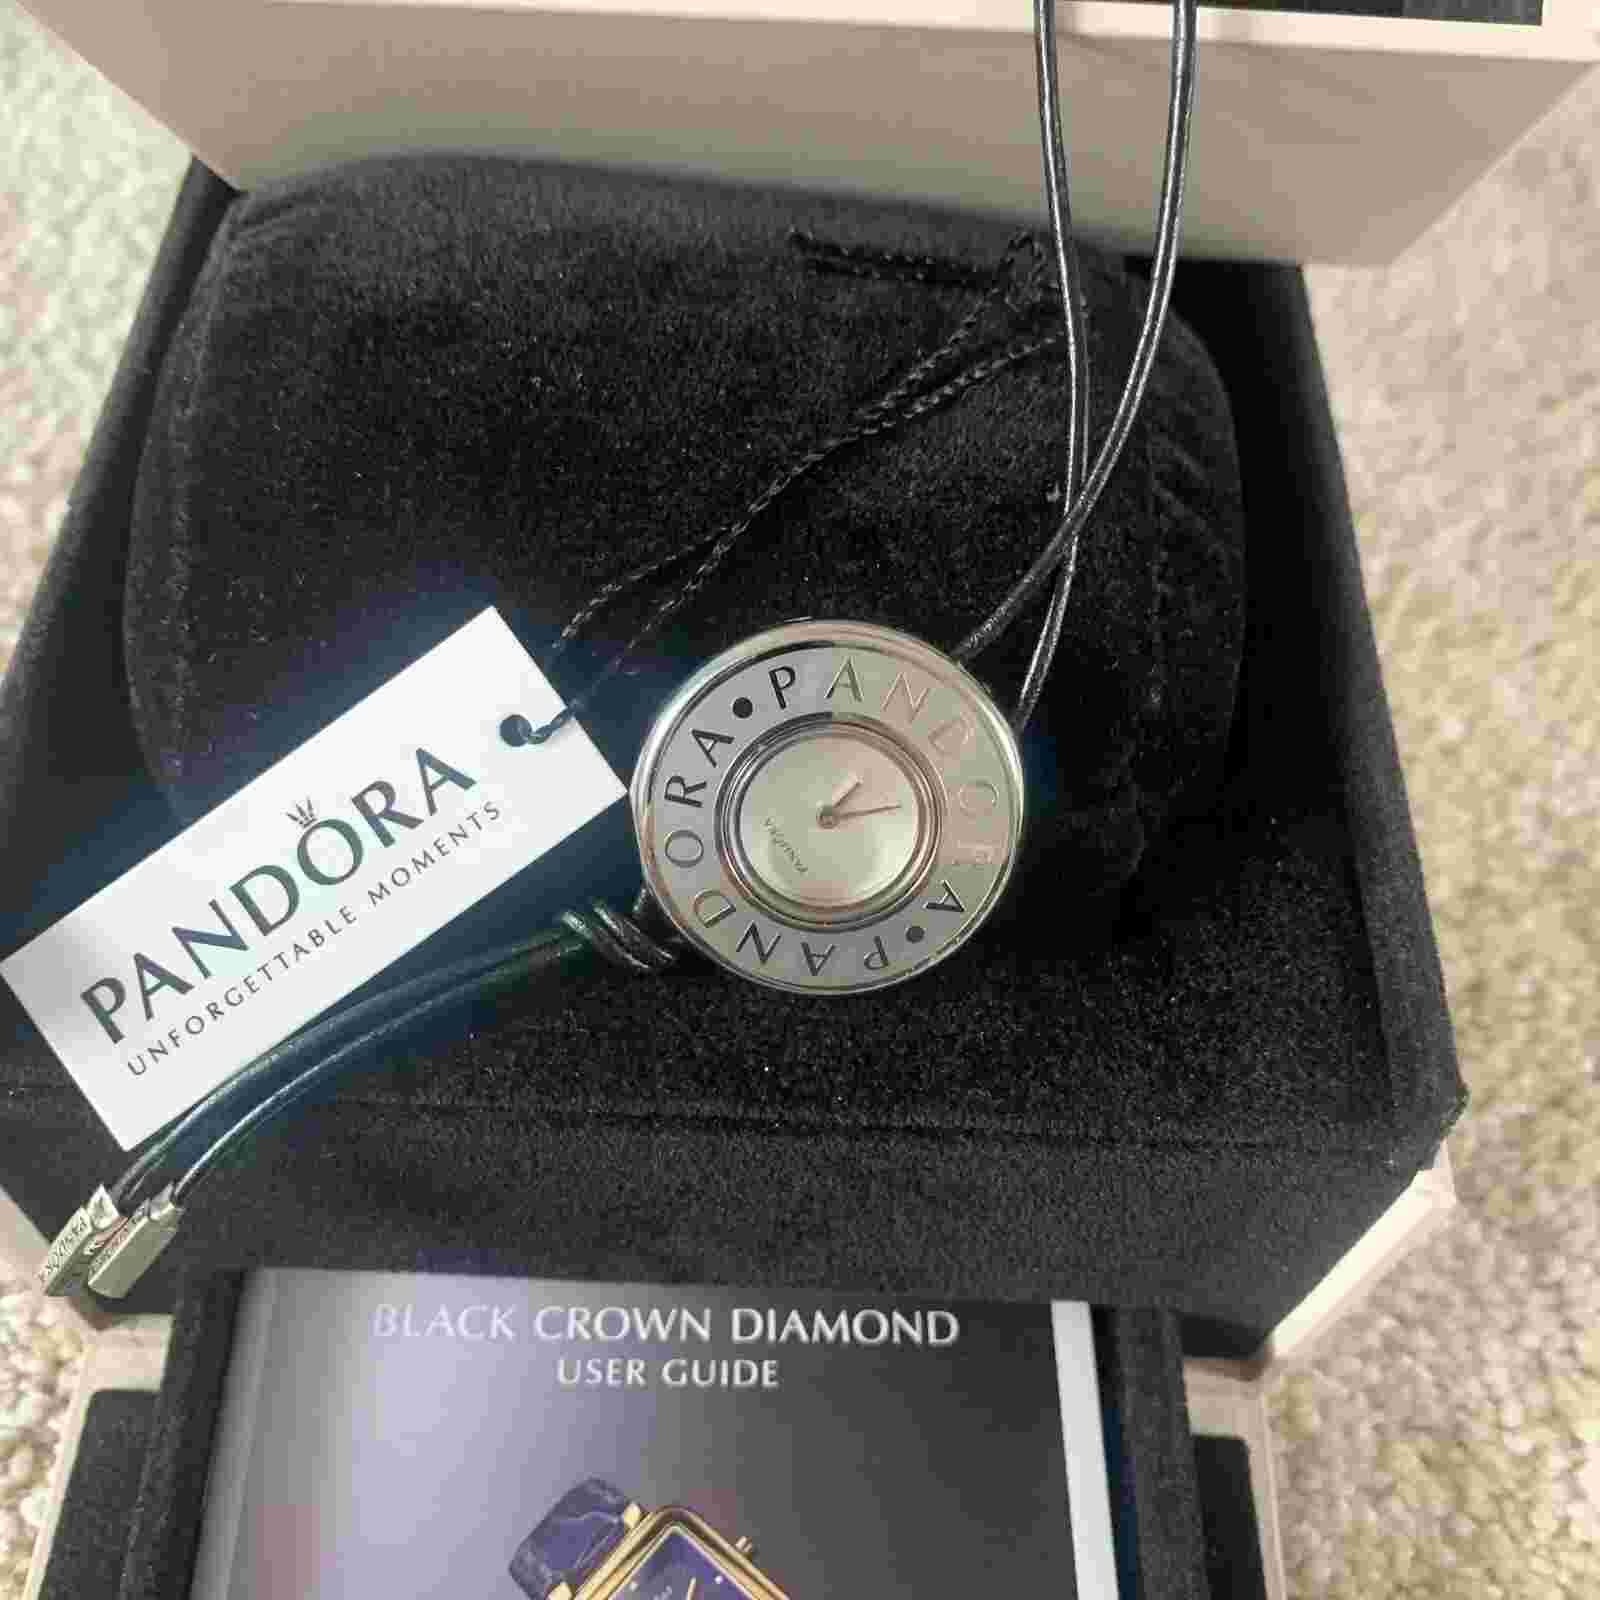 PANDORA • PANDORA •
PANDORA
PANDORA
UNFORGETTABLE MOMENTS
BLACK CROWN DIAMOND
USER GUIDE